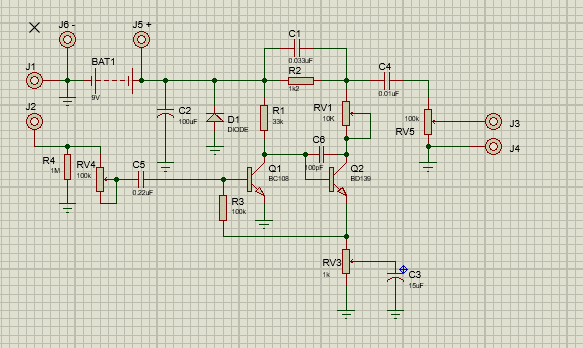 J6 -
J5 +
C1
0.033uF
J1
BAT1
9V
R2
1k2
C4
0.01uF
J2
C2
100uF
D1
DIODE
R1
33k
RV1
10K
100k
RV5
J3
J4
R4
1M
RV4
100k
C5
0.22uF
C6
100pF
Q1
BC108
Q2
BD139
R3
100k
RV3
1k
C3
15uF